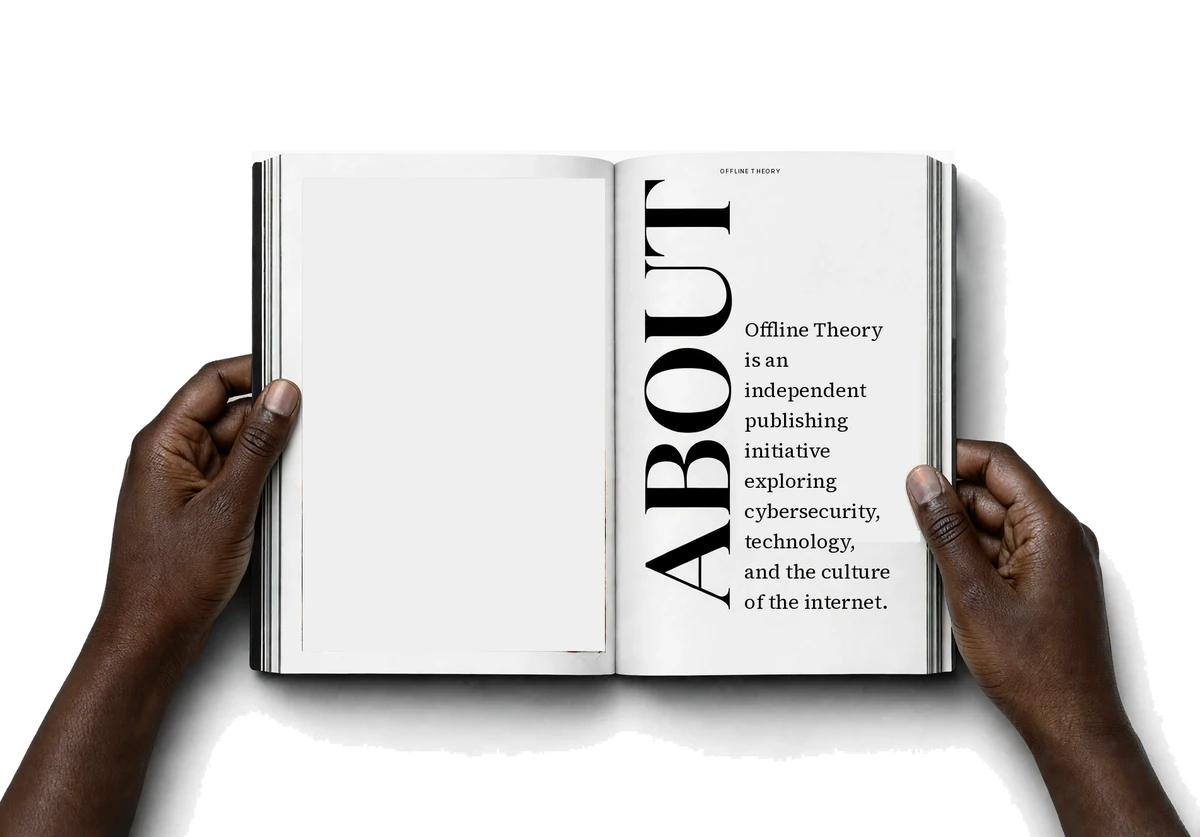 OFFLINE THEORY
ABOUT
Offline Theory
is an
independent
publishing
initiative
exploring
cybersecurity,
technology,
and the culture
of the internet.